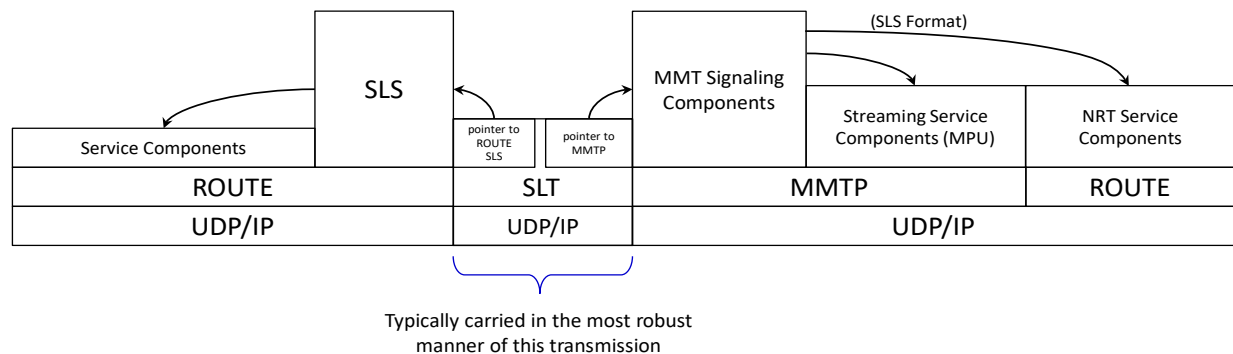 (SLS Format)
SLS
MMT Signaling
Components
Service Components
pointer to
ROUTE
SLS
pointer to
MMTP
Streaming Service
Components (MPU)
NRT Service
Components
ROUTE
SLT
MMTP
ROUTE
UDP/IP
UDP/IP
UDP/IP
Typically carried in the most robust
manner of this transmission